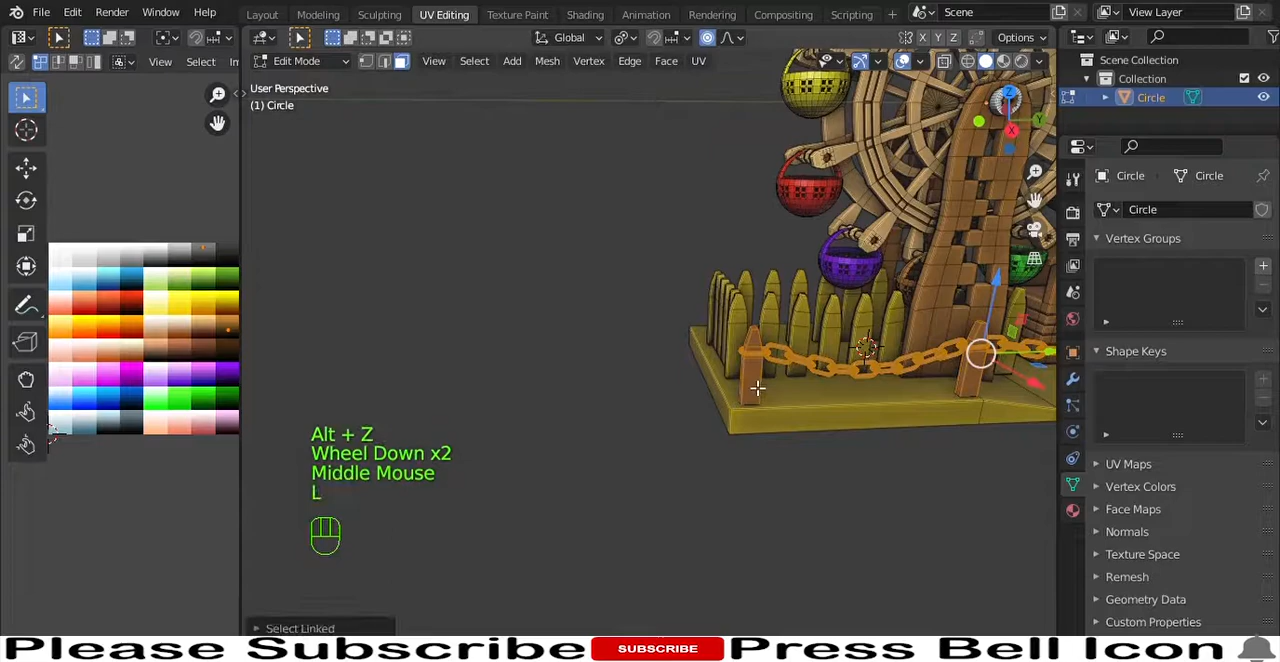 File Edit Render Window Help
Layout Modeling Sculpting UV Editing Texture Paint Shading Animation Rendering Compositing Scripting +
Scene View Layer
View Select In
Global X Y Z Options
Edit Mode View Select Add Mesh Vertex Edge Face UV
User Perspective
(1) Circle
Scene Collection
Collection
Circle
Z
Y
X
Circle Circle
Circle
Vertex Groups
Shape Keys
UV Maps
Vertex Colors
Face Maps
Normals
Texture Space
Remesh
Geometry Data
Custom Properties
Alt + Z
Wheel Down x2
Middle Mouse
L
Select Linked
Please Subscribe SUBSCRIBE Press Bell Icon